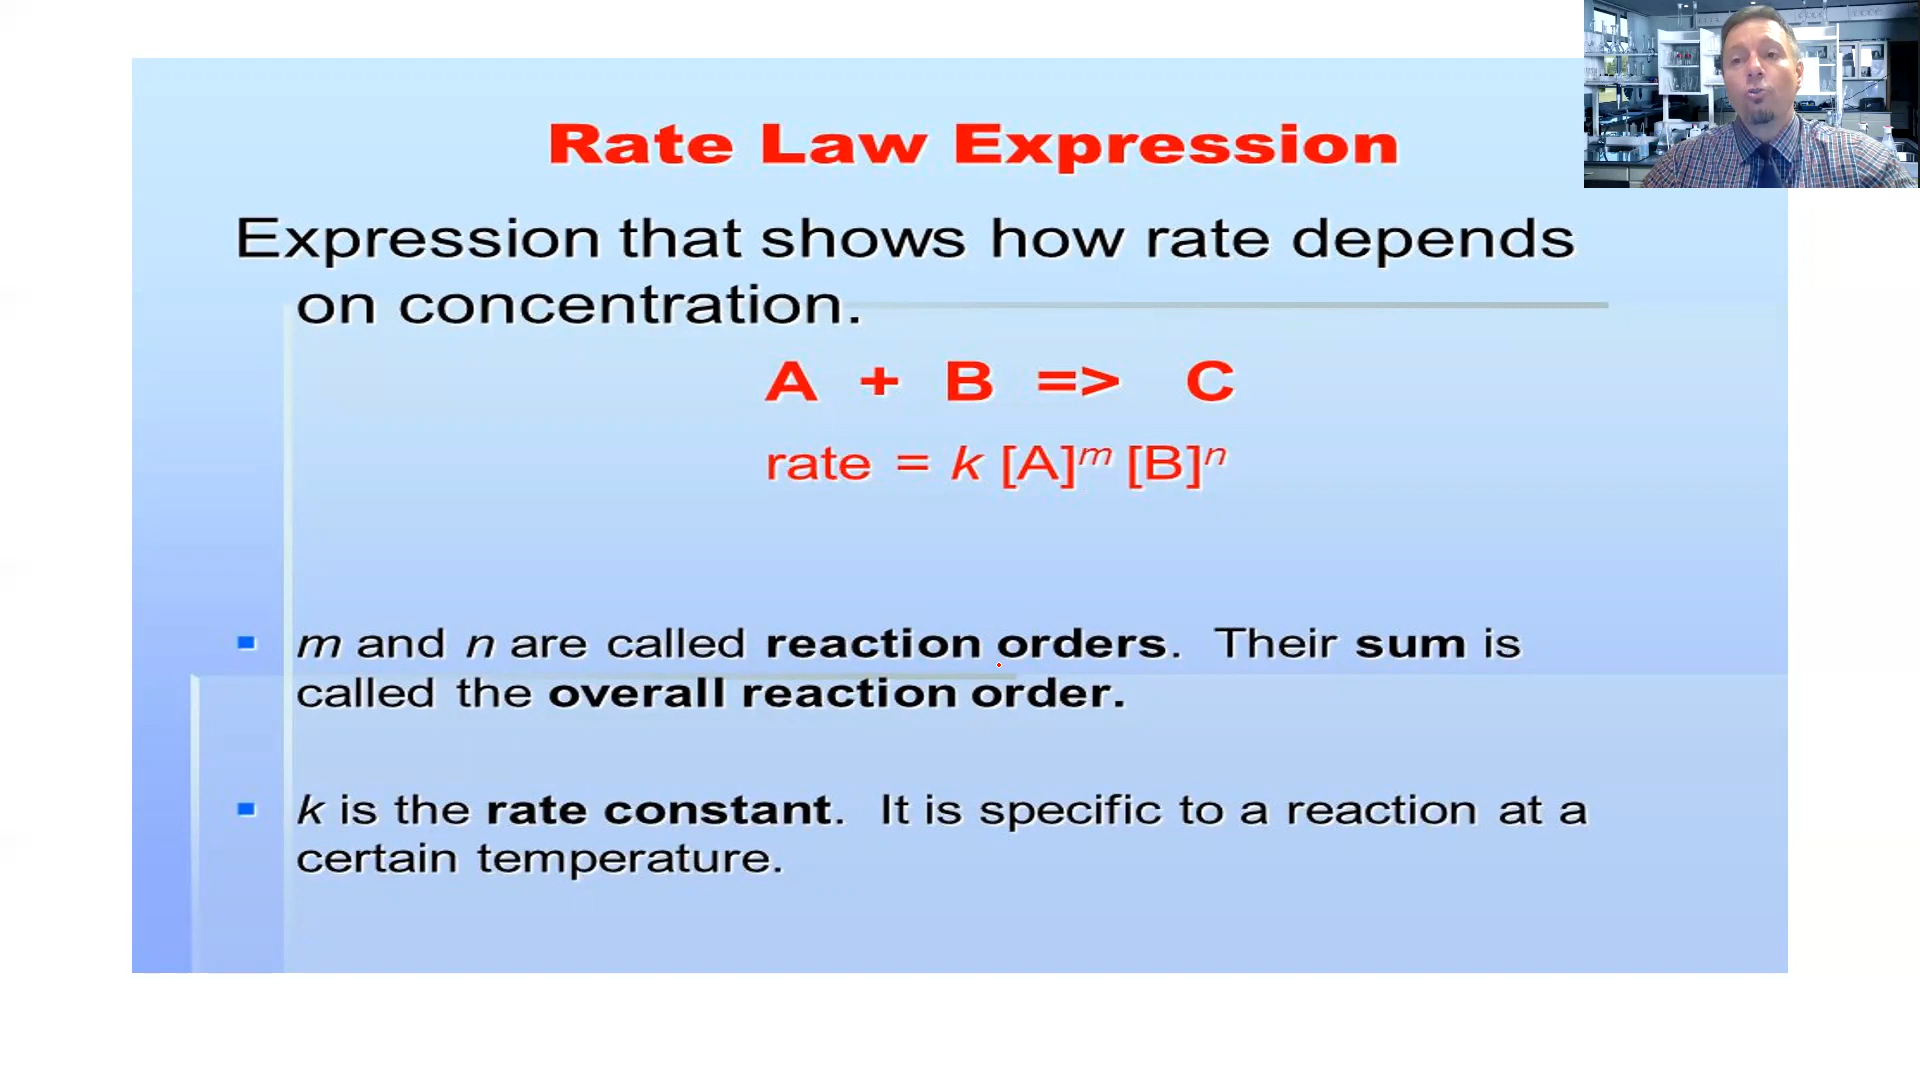 Rate Law Expression
Expression that shows how rate depends
on concentration.
A + B => C
rate = k [A]ᵐ [B]ⁿ
m and n are called reaction orders. Their sum is
called the overall reaction order.
k is the rate constant. It is specific to a reaction at a
certain temperature.